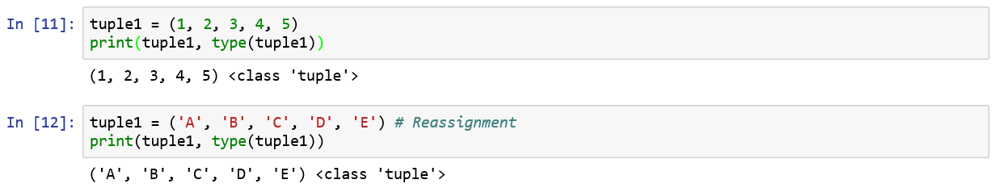 In [11]: tuple1 = (1, 2, 3, 4, 5)
print(tuple1, type(tuple1))
(1, 2, 3, 4, 5) <class 'tuple'>
In [12]: tuple1 = ('A', 'B', 'C', 'D', 'E') # Reassignment
print(tuple1, type(tuple1))
('A', 'B', 'C', 'D', 'E') <class 'tuple'>